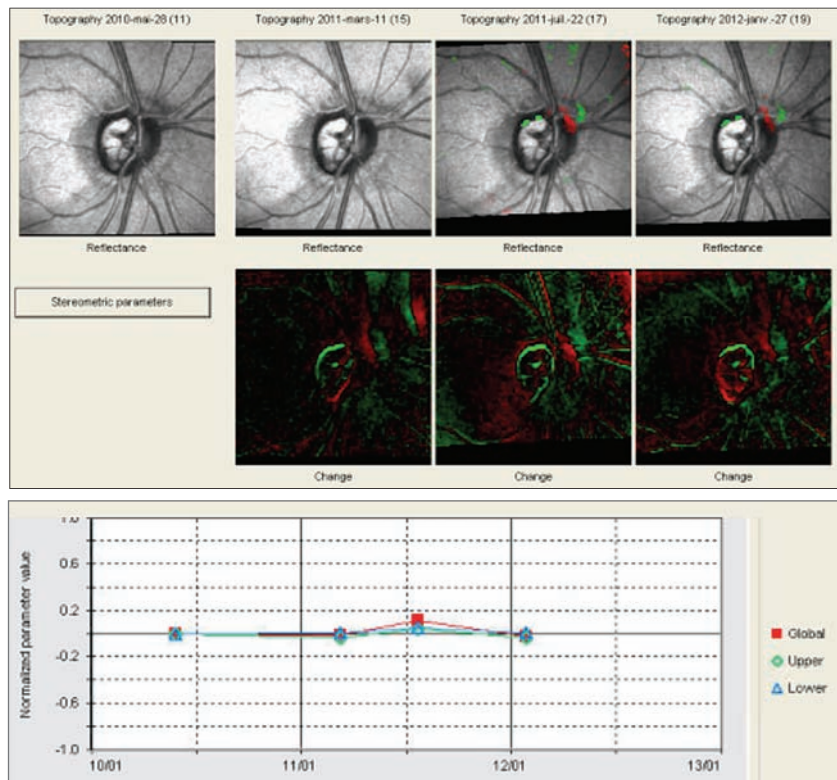 Topography 2010-mai-28 (11) Topography 2011-mars-11 (15) Topography 2011-juil.-22 (17) Topography 2012-janv.-27 (19)
Reflectance Reflectance Reflectance Reflectance
Stereometric parameters
Change Change Change
Normalized parameter value
1.0
0.6
0.2
-0.2
-0.6
-1.0
10/01 11/01 12/01 13/01
Global
Upper
Lower